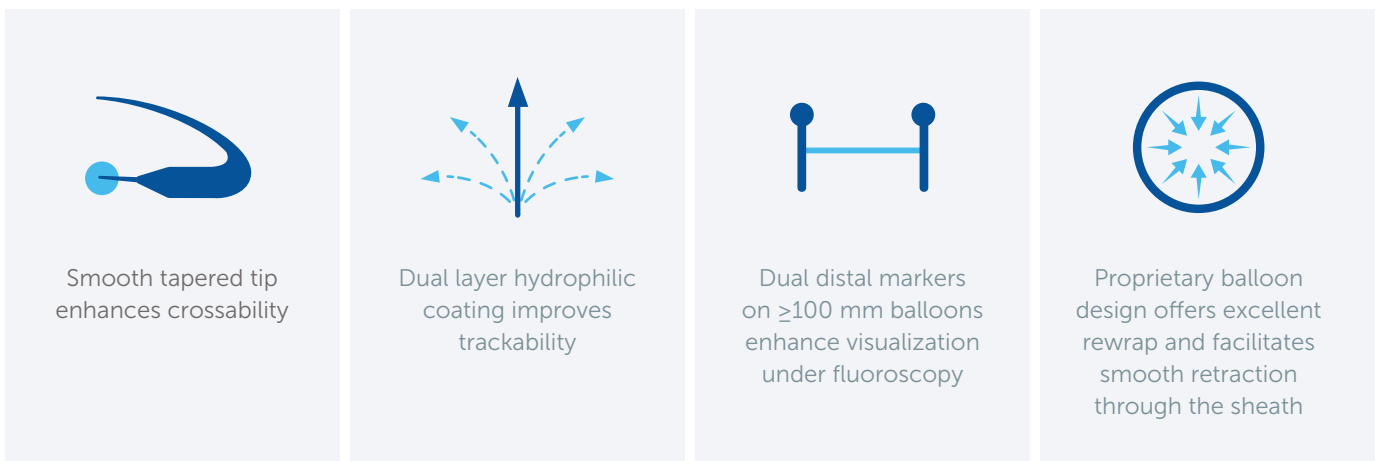 Smooth tapered tip
enhances crossability
Dual layer hydrophilic
coating improves
trackability
Dual distal markers
on ≥100 mm balloons
enhance visualization
under fluoroscopy
Proprietary balloon
design offers excellent
rewrap and facilitates
smooth retraction
through the sheath